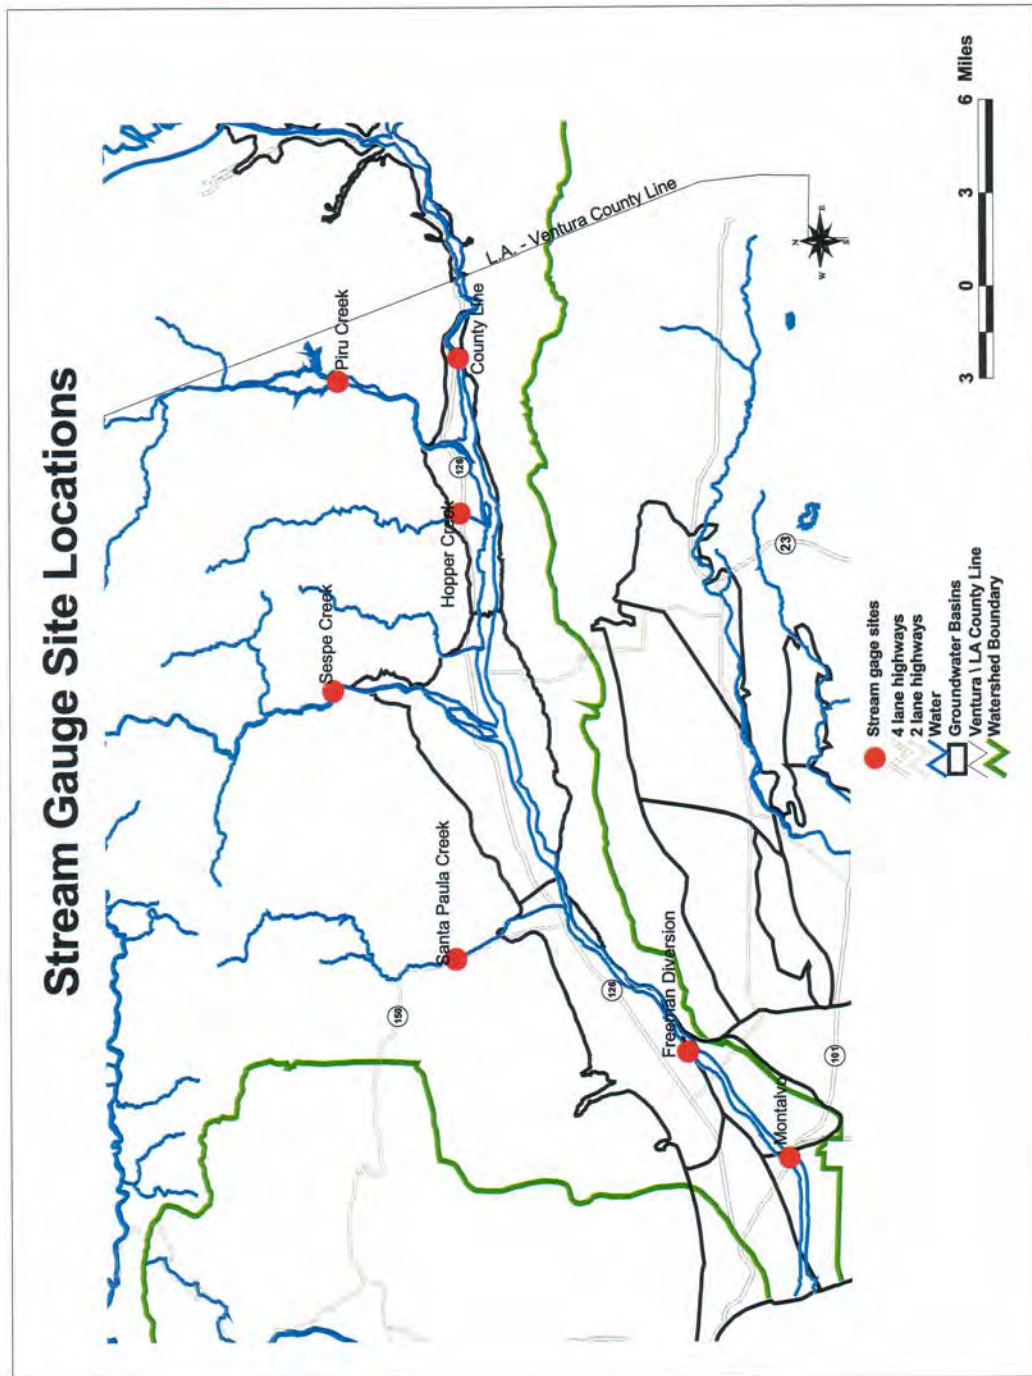 Stream Gauge Site Locations
Piru Creek
L.A. - Ventura County Line
County Line
126
Hopper Creek
Sespe Creek
Santa Paula Creek
150
126
Freeman Diversion
Montalvo
101
23
N
E
S
W
3 0 3 6 Miles
Stream gage sites
4 lane highways
2 lane highways
Water
Groundwater Basins
Ventura \ LA County Line
Watershed Boundary